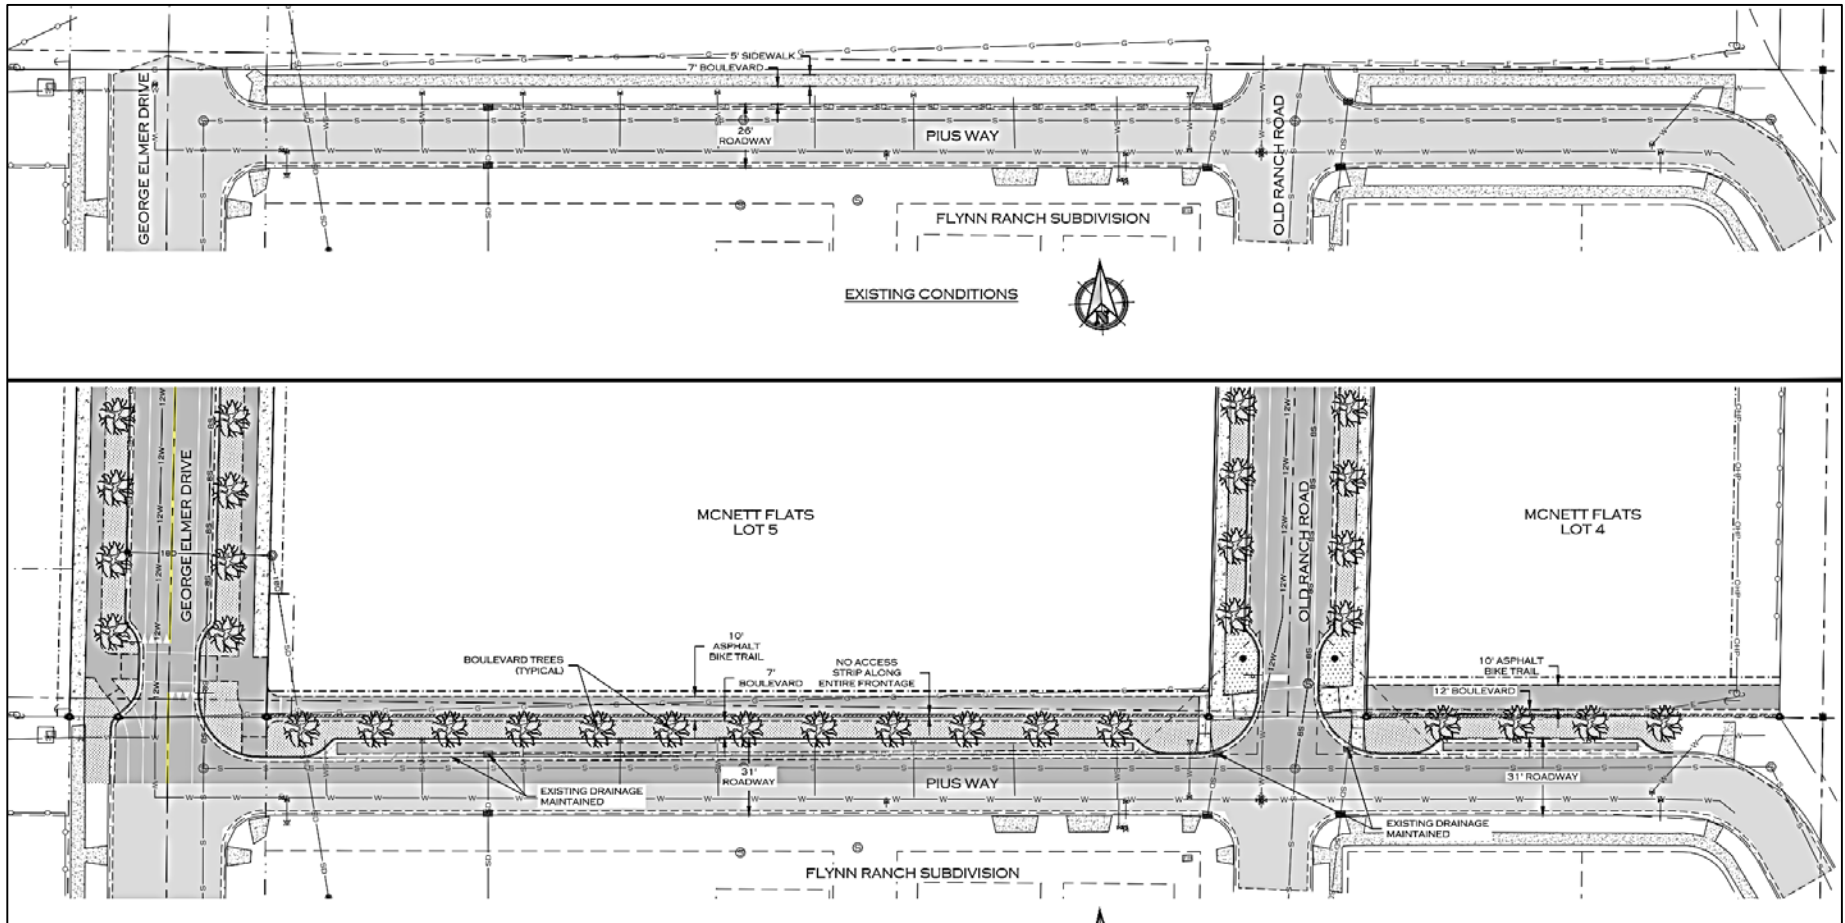 5' SIDEWALK
7' BOULEVARD
GEORGE ELMER DRIVE
26'
ROADWAY
PIUS WAY
OLD RANCH ROAD
FLYNN RANCH SUBDIVISION
EXISTING CONDITIONS
N
GEORGE ELMER DRIVE
MCNETT FLATS
LOT 5
OLD RANCH ROAD
MCNETT FLATS
LOT 4
BOULEVARD TREES
(TYPICAL)
10'
ASPHALT
BIKE TRAIL
7'
BOULEVARD
NO ACCESS
STRIP ALONG
ENTIRE FRONTAGE
10' ASPHALT
BIKE TRAIL
12' BOULEVARD
31'
ROADWAY
PIUS WAY
31' ROADWAY
EXISTING DRAINAGE
MAINTAINED
EXISTING DRAINAGE
MAINTAINED
FLYNN RANCH SUBDIVISION